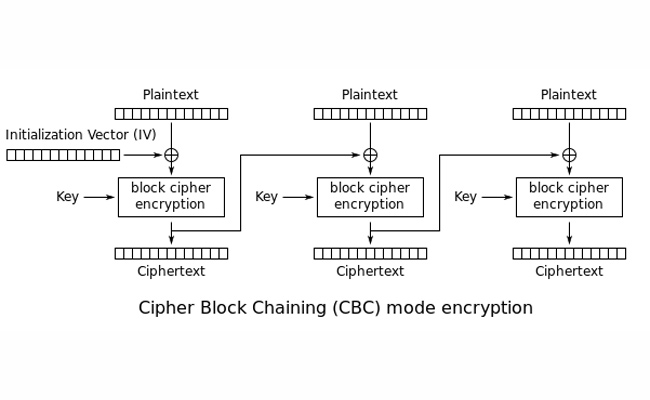 Plaintext
Plaintext
Plaintext
Initialization Vector (IV)
Key
block cipher
encryption
Key
block cipher
encryption
Key
block cipher
encryption
Ciphertext
Ciphertext
Ciphertext
Cipher Block Chaining (CBC) mode encryption